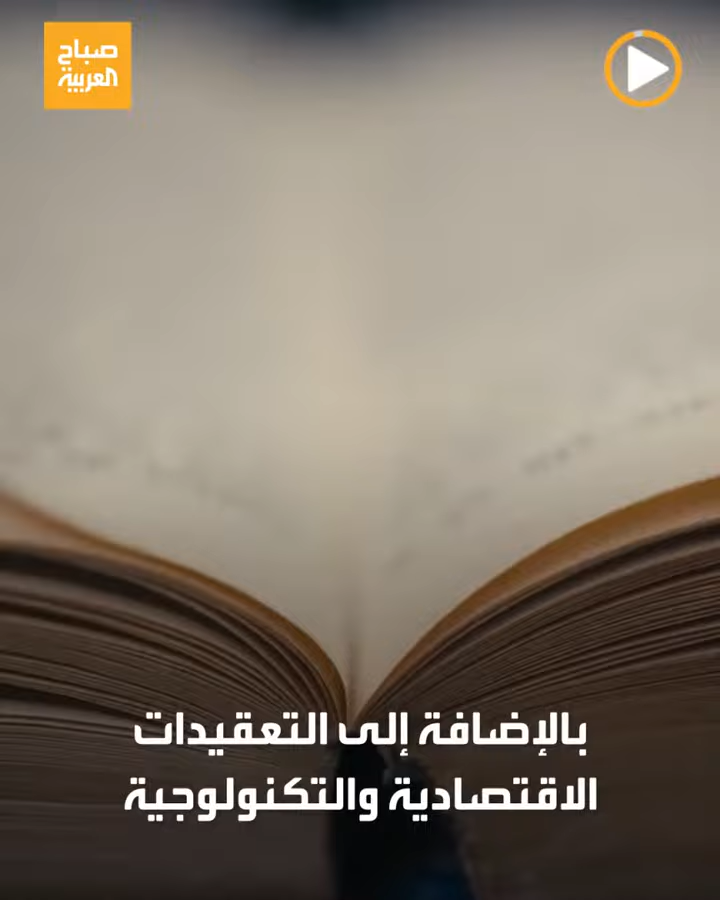 صباح
العربية
بالإضافة إلى التعقيدات
الاقتصادية والتكنولوجية